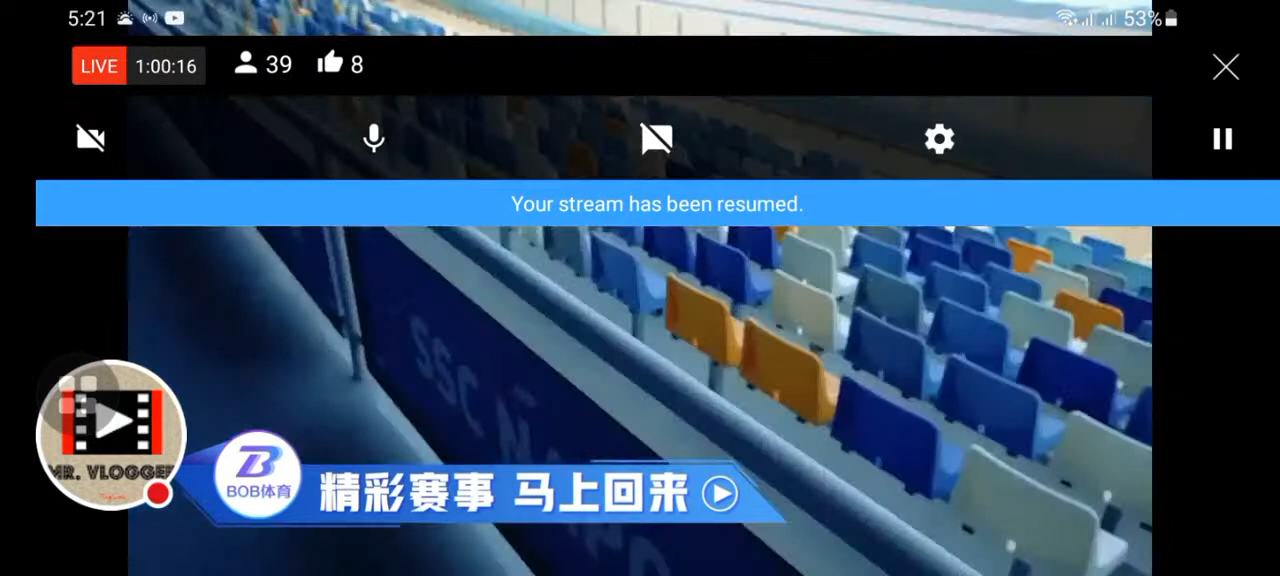 5:21
53%
LIVE 1:00:16 39 8
Your stream has been resumed.
SSC N
MR. VLOGGER
BOB体育
精彩赛事 马上回来